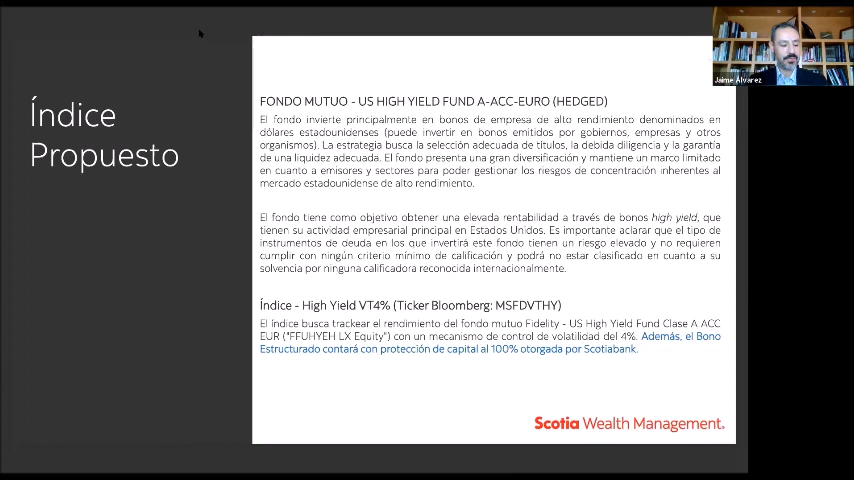 Índice
Propuesto
FONDO MUTUO - US HIGH YIELD FUND A-ACC-EURO (HEDGED)
El fondo invierte principalmente en bonos de empresa de alto rendimiento denominados en
dólares estadounidenses (puede invertir en bonos emitidos por gobiernos, empresas y otros
organismos). La estrategia busca la selección adecuada de títulos, la debida diligencia y la garantía
de una liquidez adecuada. El fondo presenta una gran diversificación y mantiene un marco limitado
en cuanto a emisores y sectores para poder gestionar los riesgos de concentración inherentes al
mercado estadounidense de alto rendimiento.
El fondo tiene como objetivo obtener una elevada rentabilidad a través de bonos high yield, que
tienen su actividad empresarial principal en Estados Unidos. Es importante aclarar que el tipo de
instrumentos de deuda en los que invertirá este fondo tienen un riesgo elevado y no requieren
cumplir con ningún criterio mínimo de calificación y podrá no estar clasificado en cuanto a su
solvencia por ninguna calificadora reconocida internacionalmente.
Índice - High Yield VT4% (Ticker Bloomberg: MSFDVTHY)
El índice busca trackear el rendimiento del fondo mutuo Fidelity - US High Yield Fund Clase A ACC
EUR ("FFUHYEH LX Equity") con un mecanismo de control de volatilidad del 4%. Además, el Bono
Estructurado contará con protección de capital al 100% otorgada por Scotiabank.
Scotia Wealth Management.
Jaime Álvarez